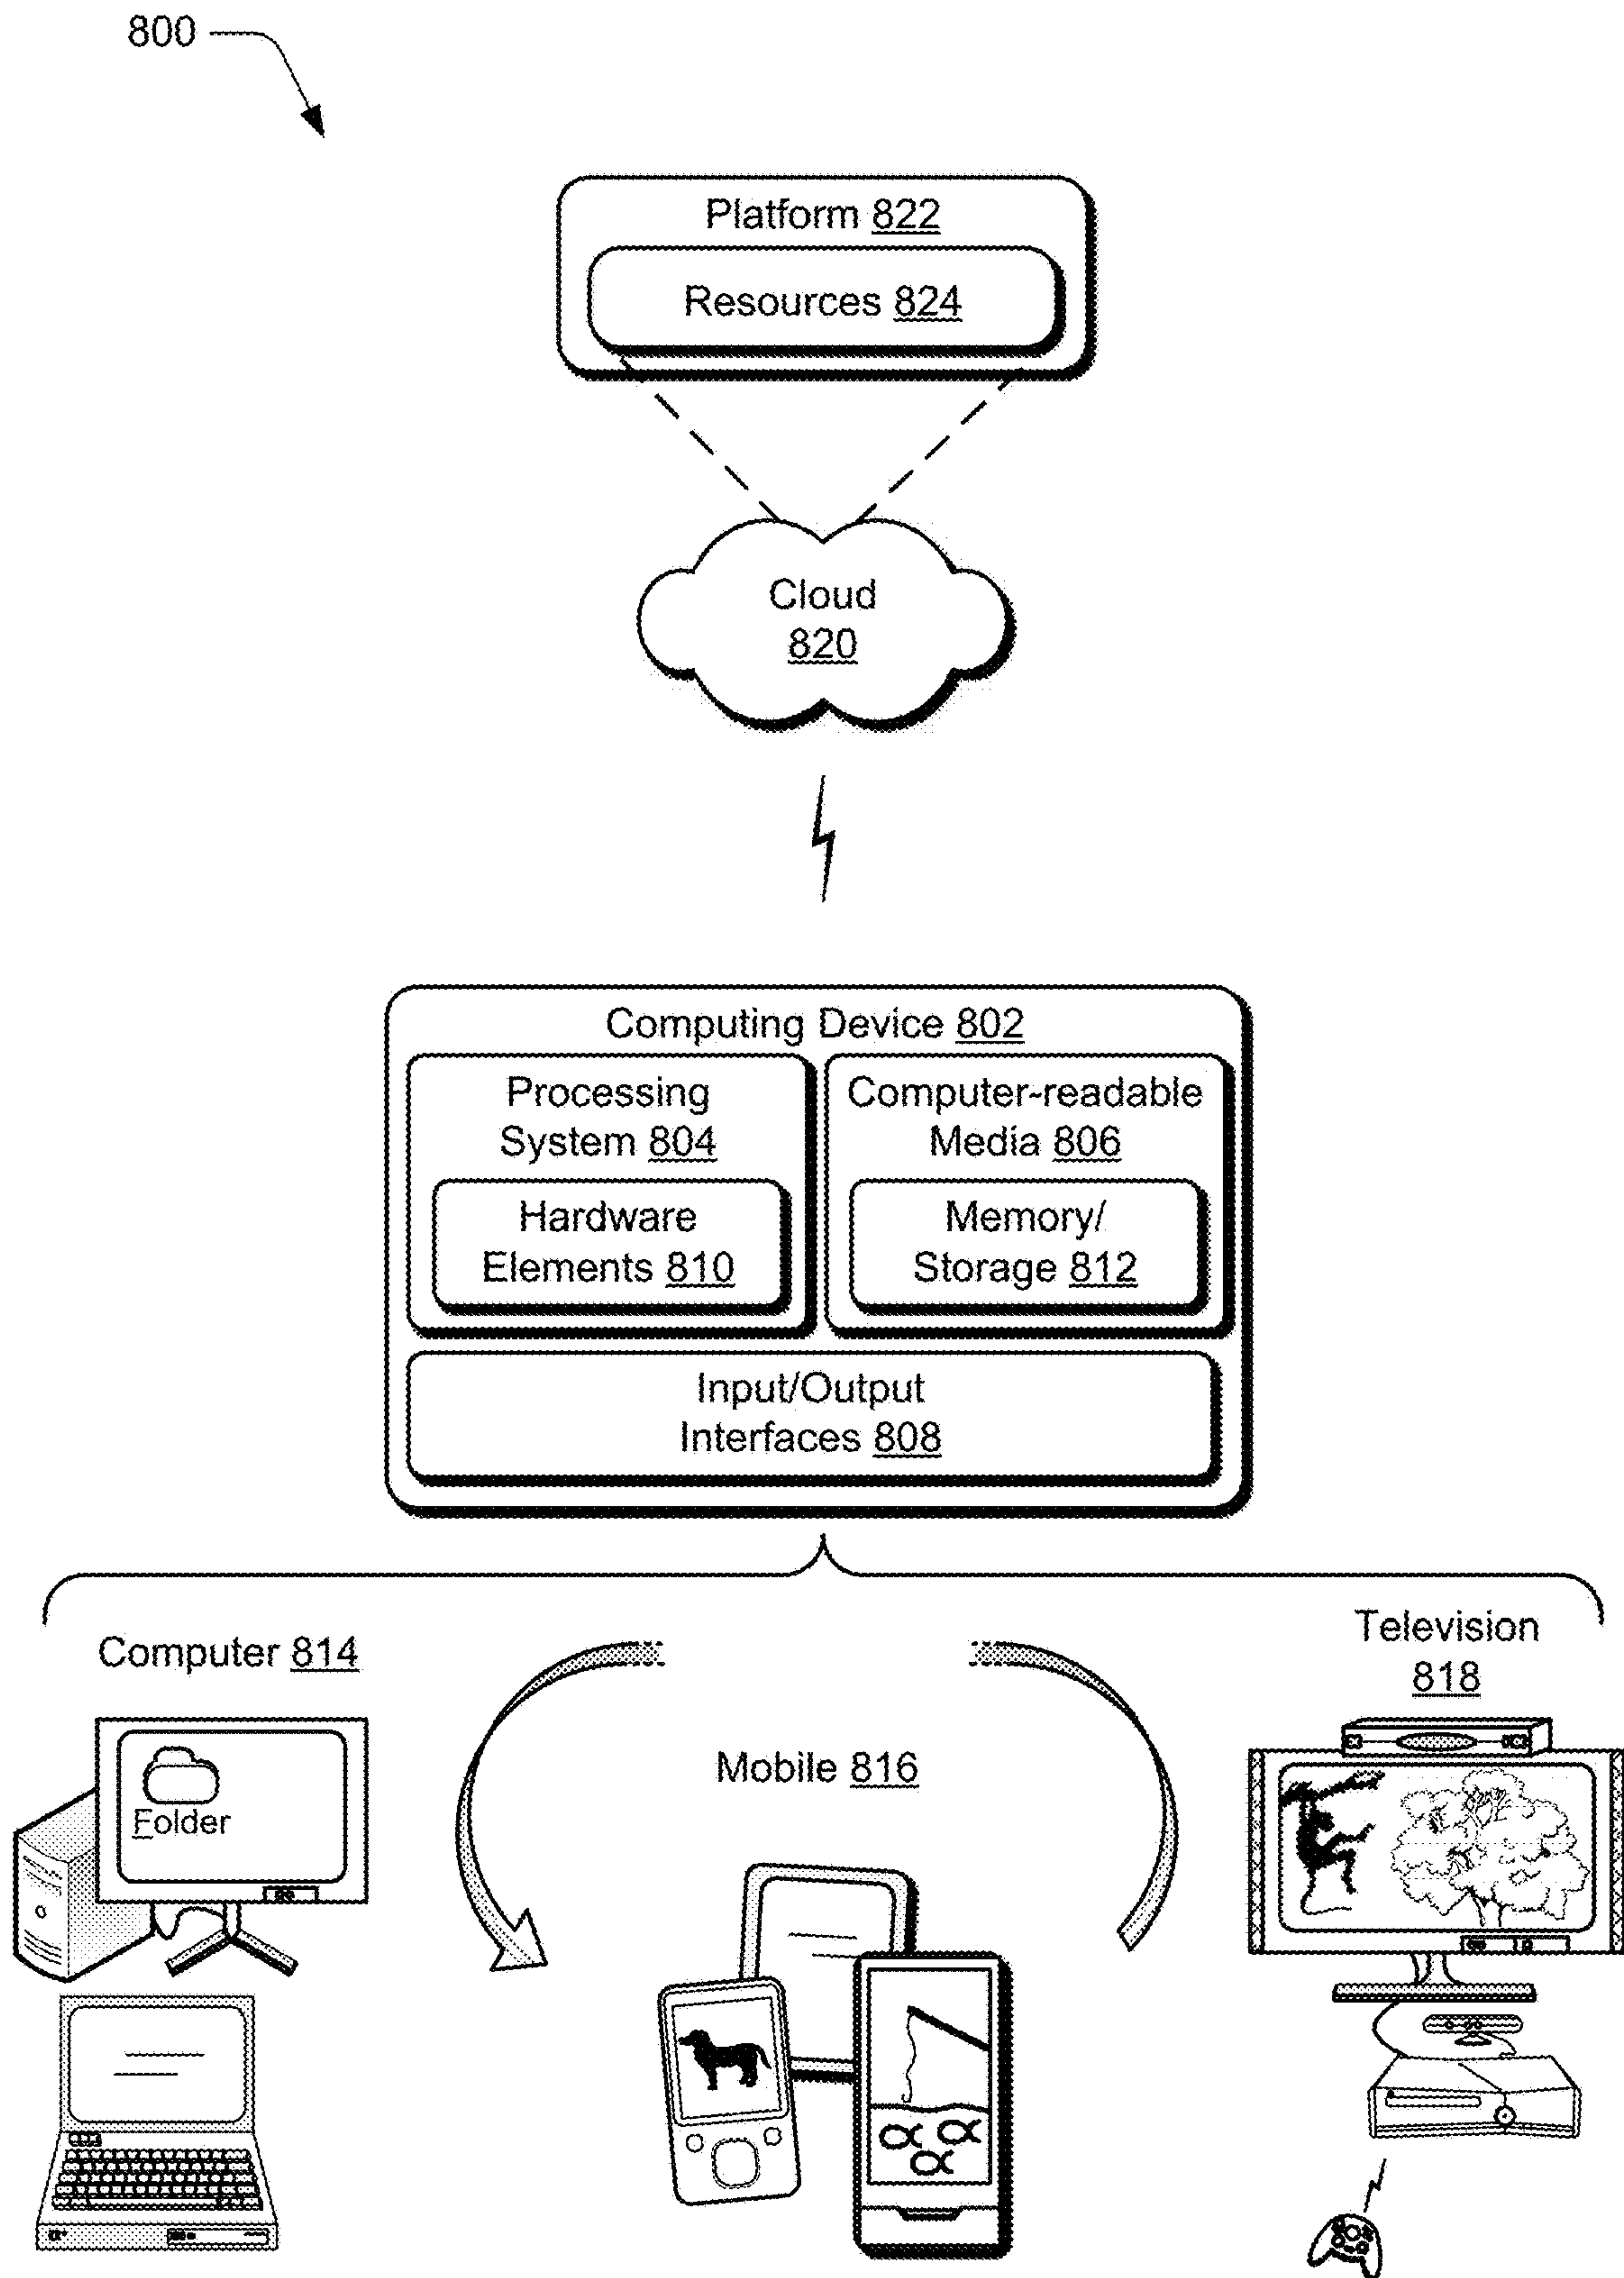 800
Platform 822
Resources 824
Cloud
820
Computing Device 802
Processing
System 804
Hardware
Elements 810
Computer-readable
Media 806
Memory/
Storage 812
Input/Output
Interfaces 808
Computer 814
Folder
Mobile 816
Television
818